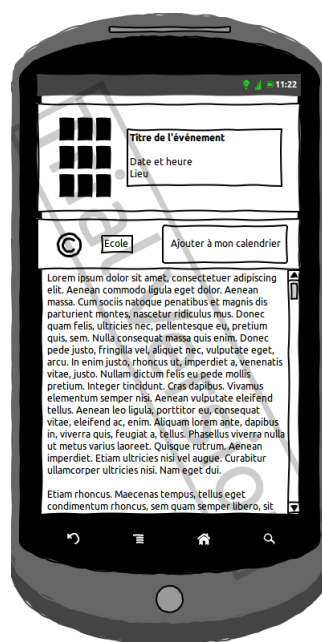 11:22
Titre de l'événement
Date et heure
Lieu
© Ecole Ajouter à mon calendrier
Lorem ipsum dolor sit amet, consectetuer adipiscing
elit. Aenean commodo ligula eget dolor. Aenean
massa. Cum sociis natoque penatibus et magnis dis
parturient montes, nascetur ridiculus mus. Donec
quam felis, ultricies nec, pellentesque eu, pretium
quis, sem. Nulla consequat massa quis enim. Donec
pede justo, fringilla vel, aliquet nec, vulputate eget,
arcu. In enim justo, rhoncus ut, imperdiet a, venenatis
vitae, justo. Nullam dictum felis eu pede mollis
pretium. Integer tincidunt. Cras dapibus. Vivamus
elementum semper nisi. Aenean vulputate eleifend
tellus. Aenean leo ligula, porttitor eu, consequat
vitae, eleifend ac, enim. Aliquam lorem ante, dapibus
in, viverra quis, feugiat a, tellus. Phasellus viverra nulla
ut metus varius laoreet. Quisque rutrum. Aenean
imperdiet. Etiam ultricies nisi vel augue. Curabitur
ullamcorper ultricies nisi. Nam eget dui.
Etiam rhoncus. Maecenas tempus, tellus eget
condimentum rhoncus, sem quam semper libero, sit